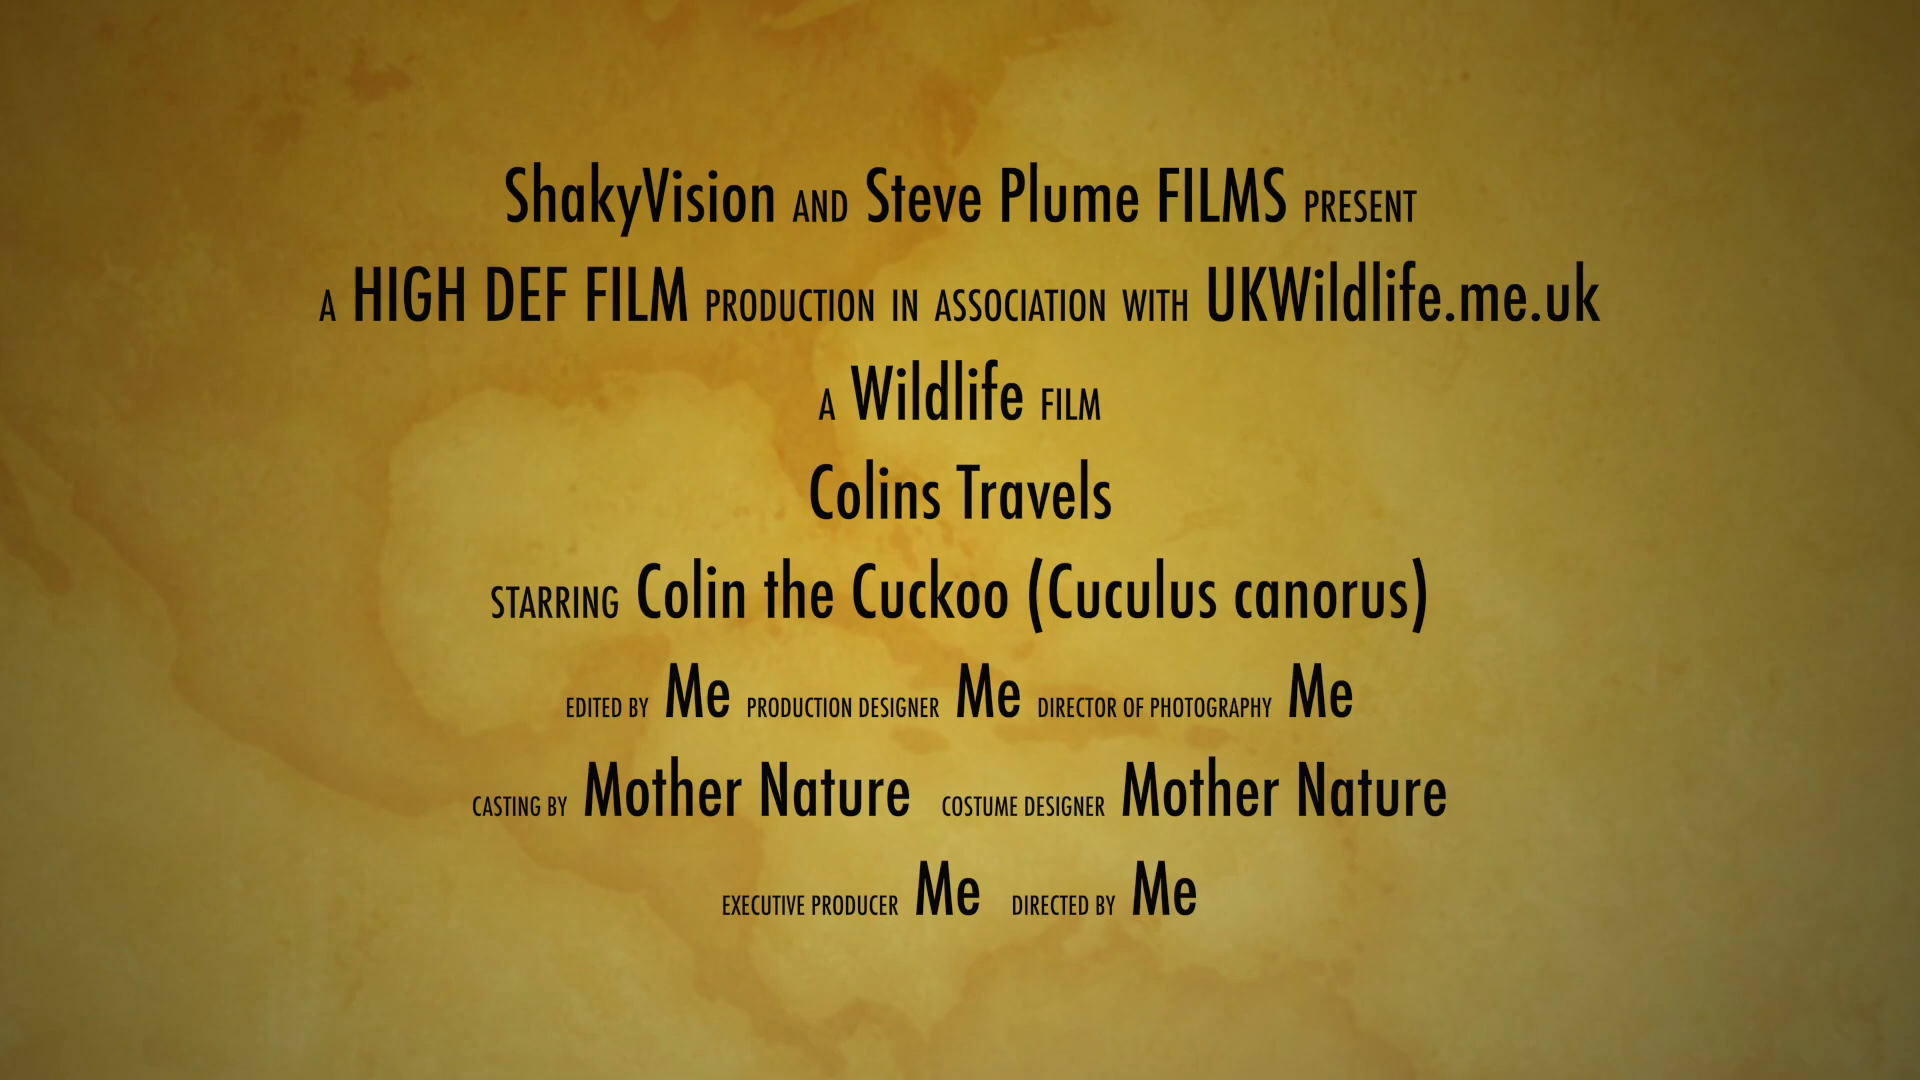 ShakyVision AND Steve Plume FILMS PRESENT
A HIGH DEF FILM PRODUCTION IN ASSOCIATION WITH UKWildlife.me.uk
A Wildlife FILM
Colins Travels
STARRING Colin the Cuckoo (Cuculus canorus)
EDITED BY Me PRODUCTION DESIGNER Me DIRECTOR OF PHOTOGRAPHY Me
CASTING BY Mother Nature COSTUME DESIGNER Mother Nature
EXECUTIVE PRODUCER Me DIRECTED BY Me